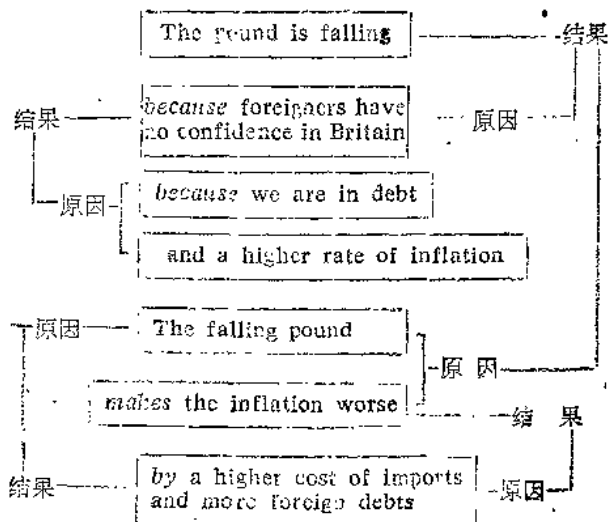 The pound is falling 结果
because foreigners have
结果 no confidence in Britain 原因
原因 because we are in debt
and a higher rate of inflation
原因 The falling pound
原因
makes the inflation worse 结果
by a higher cost of imports
结果 and more foreign debts 原因